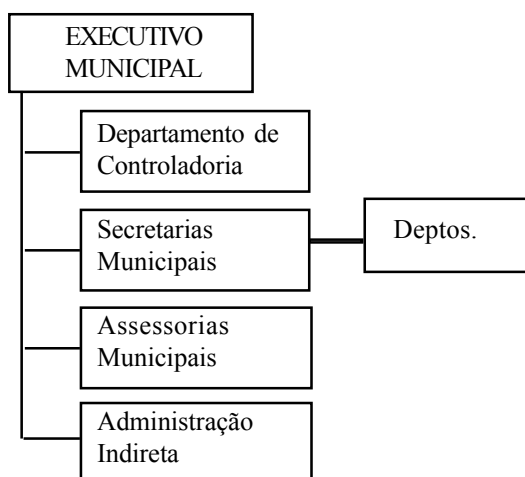 EXECUTIVO
MUNICIPAL
Departamento de
Controladoria
Secretarias
Municipais
Deptos.
Assessorias
Municipais
Administração
Indireta